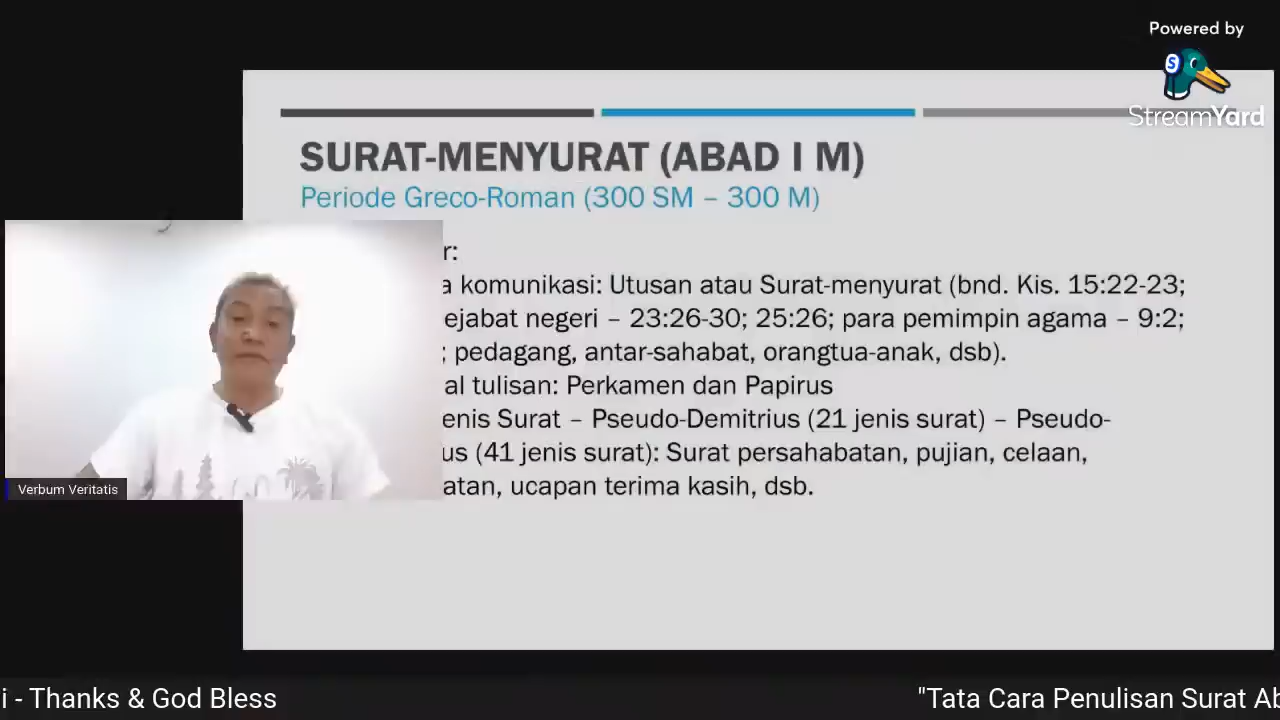 Powered by
StreamYard
SURAT-MENYURAT (ABAD I M)
Periode Greco-Roman (300 SM – 300 M)
r:
a komunikasi: Utusan atau Surat-menyurat (bnd. Kis. 15:22-23;
ejabat negeri – 23:26-30; 25:26; para pemimpin agama – 9:2;
; pedagang, antar-sahabat, orangtua-anak, dsb).
al tulisan: Perkamen dan Papirus
enis Surat – Pseudo-Demitrius (21 jenis surat) – Pseudo-
us (41 jenis surat): Surat persahabatan, pujian, celaan,
atan, ucapan terima kasih, dsb.
Verbum Veritatis
i - Thanks & God Bless
"Tata Cara Penulisan Surat Ab